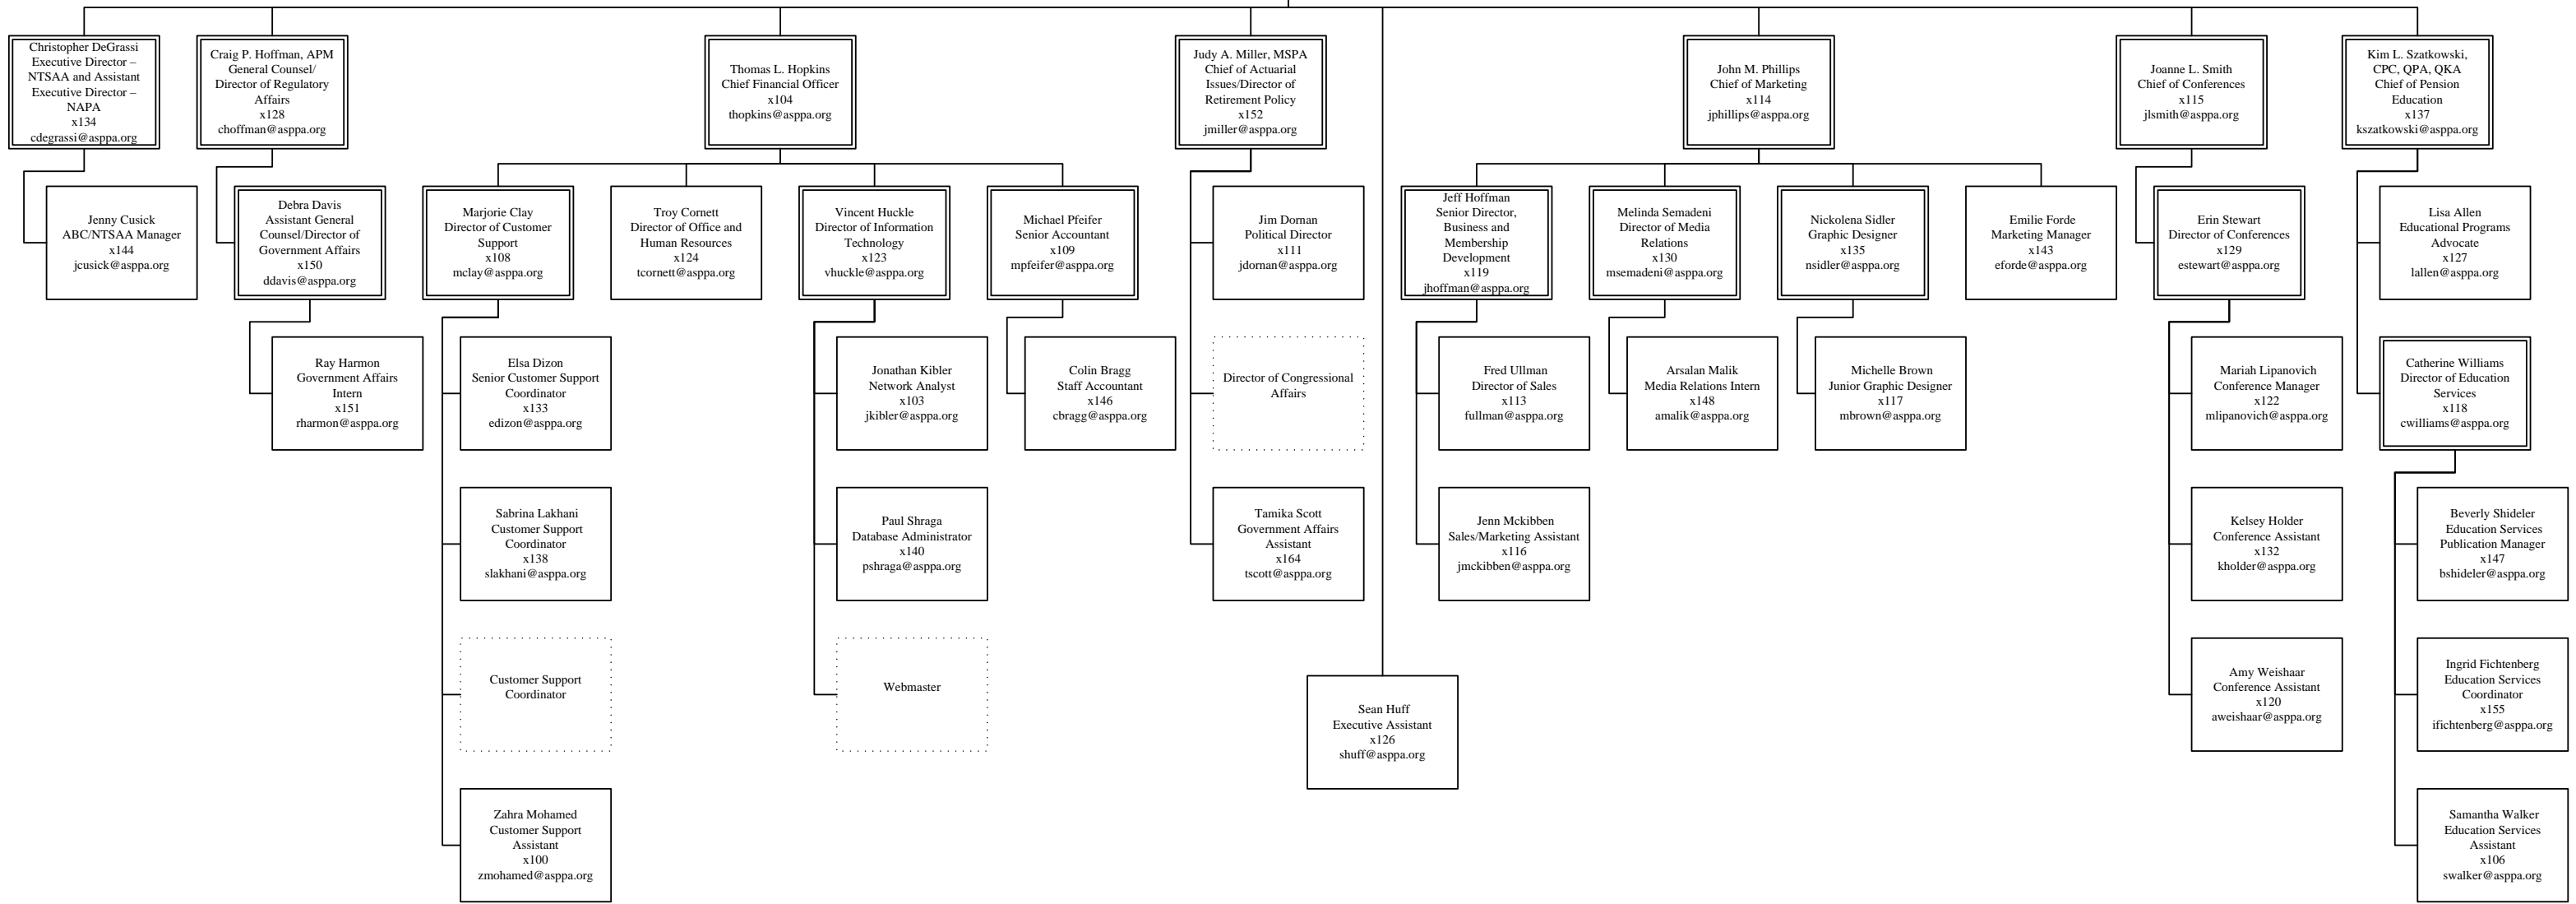 Christopher DeGrassi
Executive Director –
NTSAA and Assistant
Executive Director –
NAPA
x134
cdegrassi@asppa.org
Craig P. Hoffman, APM
General Counsel/
Director of Regulatory
Affairs
x128
choffman@asppa.org
Thomas L. Hopkins
Chief Financial Officer
x104
thopkins@asppa.org
Judy A. Miller, MSPA
Chief of Actuarial
Issues/Director of
Retirement Policy
x152
jmiller@asppa.org
John M. Phillips
Chief of Marketing
x114
jphillips@asppa.org
Joanne L. Smith
Chief of Conferences
x115
jlsmith@asppa.org
Kim L. Szatkowski,
CPC, QPA, QKA
Chief of Pension
Education
x137
kszatkowski@asppa.org
Jenny Cusick
ABC/NTSAA Manager
x144
jcusick@asppa.org
Debra Davis
Assistant General
Counsel/Director of
Government Affairs
x150
ddavis@asppa.org
Marjorie Clay
Director of Customer
Support
x108
mclay@asppa.org
Troy Cornett
Director of Office and
Human Resources
x124
tcornett@asppa.org
Vincent Huckle
Director of Information
Technology
x123
vhuckle@asppa.org
Michael Pfeifer
Senior Accountant
x109
mpfeifer@asppa.org
Jim Dornan
Political Director
x111
jdornan@asppa.org
Jeff Hoffman
Senior Director,
Business and
Membership
Development
x119
jhoffman@asppa.org
Melinda Semadeni
Director of Media
Relations
x130
msemadeni@asppa.org
Nickolena Sidler
Graphic Designer
x135
nsidler@asppa.org
Emilie Forde
Marketing Manager
x143
eforde@asppa.org
Erin Stewart
Director of Conferences
x129
estewart@asppa.org
Lisa Allen
Educational Programs
Advocate
x127
lallen@asppa.org
Ray Harmon
Government Affairs
Intern
x151
rharmon@asppa.org
Elsa Dizon
Senior Customer Support
Coordinator
x133
edizon@asppa.org
Jonathan Kibler
Network Analyst
x103
jkibler@asppa.org
Colin Bragg
Staff Accountant
x146
cbragg@asppa.org
Director of Congressional
Affairs
Fred Ullman
Director of Sales
x113
fullman@asppa.org
Arsalan Malik
Media Relations Intern
x148
amalik@asppa.org
Michelle Brown
Junior Graphic Designer
x117
mbrown@asppa.org
Mariah Lipanovich
Conference Manager
x122
mlipanovich@asppa.org
Catherine Williams
Director of Education
Services
x118
cwilliams@asppa.org
Sabrina Lakhani
Customer Support
Coordinator
x138
slakhani@asppa.org
Paul Shraga
Database Administrator
x140
pshraga@asppa.org
Tamika Scott
Government Affairs
Assistant
x164
tscott@asppa.org
Jenn Mckibben
Sales/Marketing Assistant
x116
jmckibben@asppa.org
Kelsey Holder
Conference Assistant
x132
kholder@asppa.org
Beverly Shideler
Education Services
Publication Manager
x147
bshideler@asppa.org
Customer Support
Coordinator
Webmaster
Sean Huff
Executive Assistant
x126
shuff@asppa.org
Amy Weishaar
Conference Assistant
x120
aweishaar@asppa.org
Ingrid Fichtenberg
Education Services
Coordinator
x155
ifichtenberg@asppa.org
Zahra Mohamed
Customer Support
Assistant
x100
zmohamed@asppa.org
Samantha Walker
Education Services
Assistant
x106
swalker@asppa.org